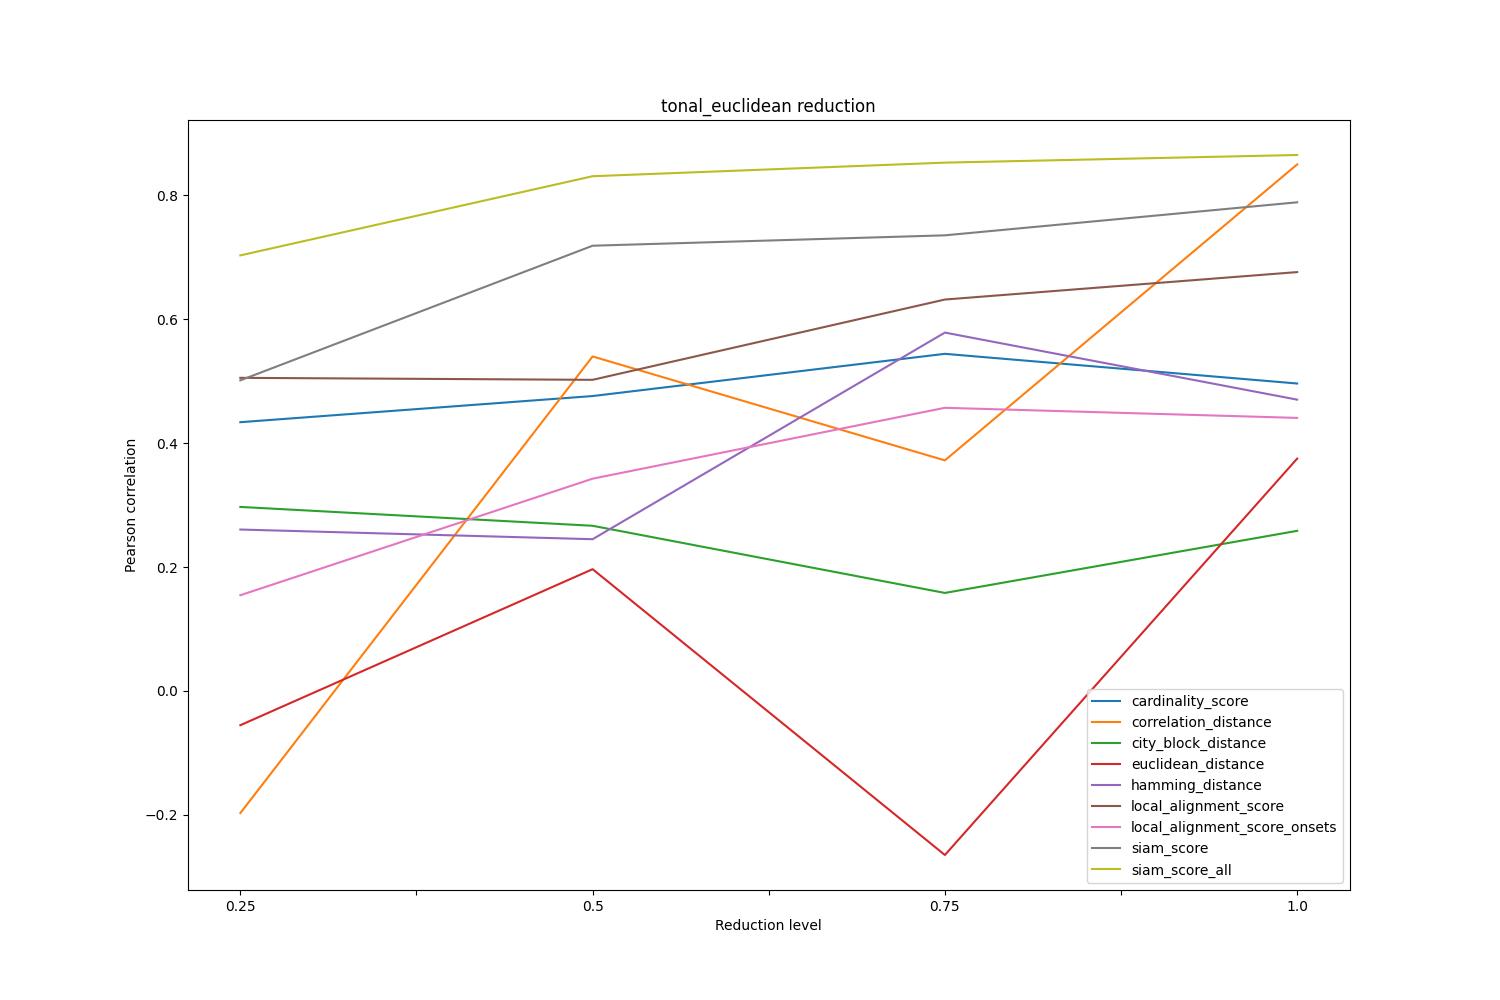 tonal_euclidean reduction
Pearson correlation
0.8
0.6
0.4
0.2
0.0
−0.2
0.25
0.5
0.75
1.0
Reduction level
cardinality_score
correlation_distance
city_block_distance
euclidean_distance
hamming_distance
local_alignment_score
local_alignment_score_onsets
siam_score
siam_score_all